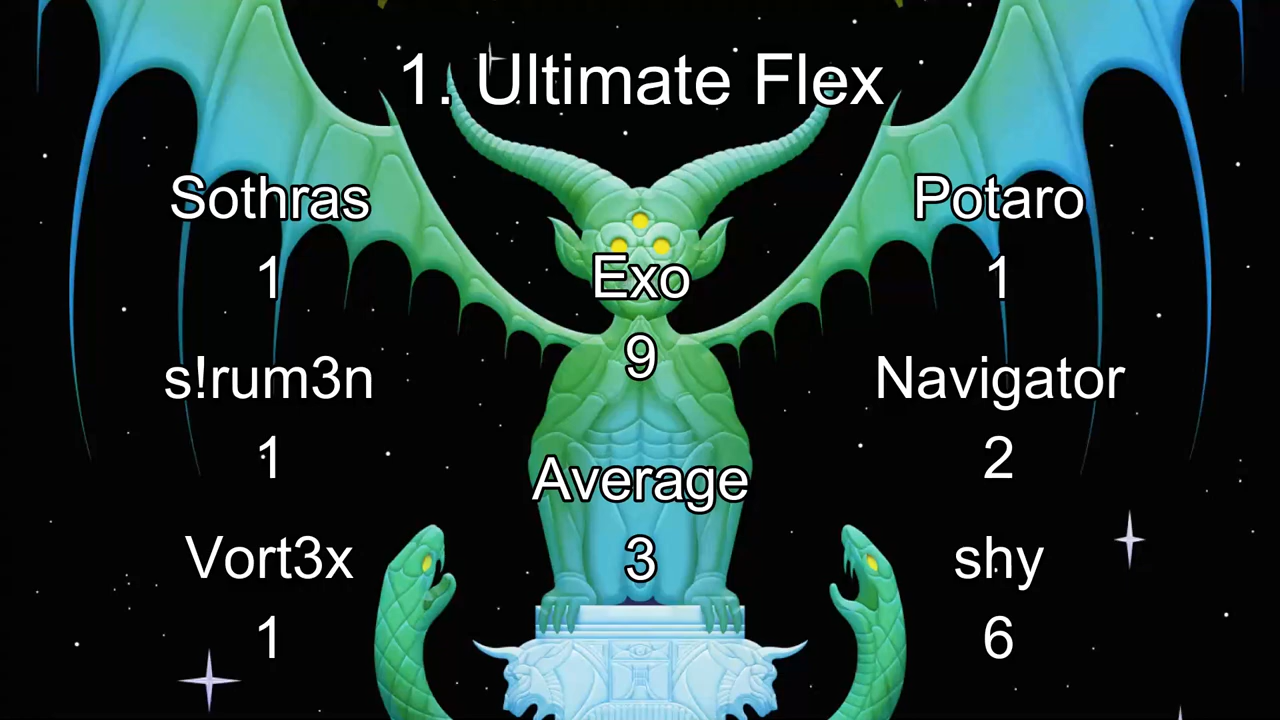 1. Ultimate Flex
Sothras
1
s!rum3n
1
Vort3x
1
Exo
9
Average
3
Potaro
1
Navigator
2
shy
6